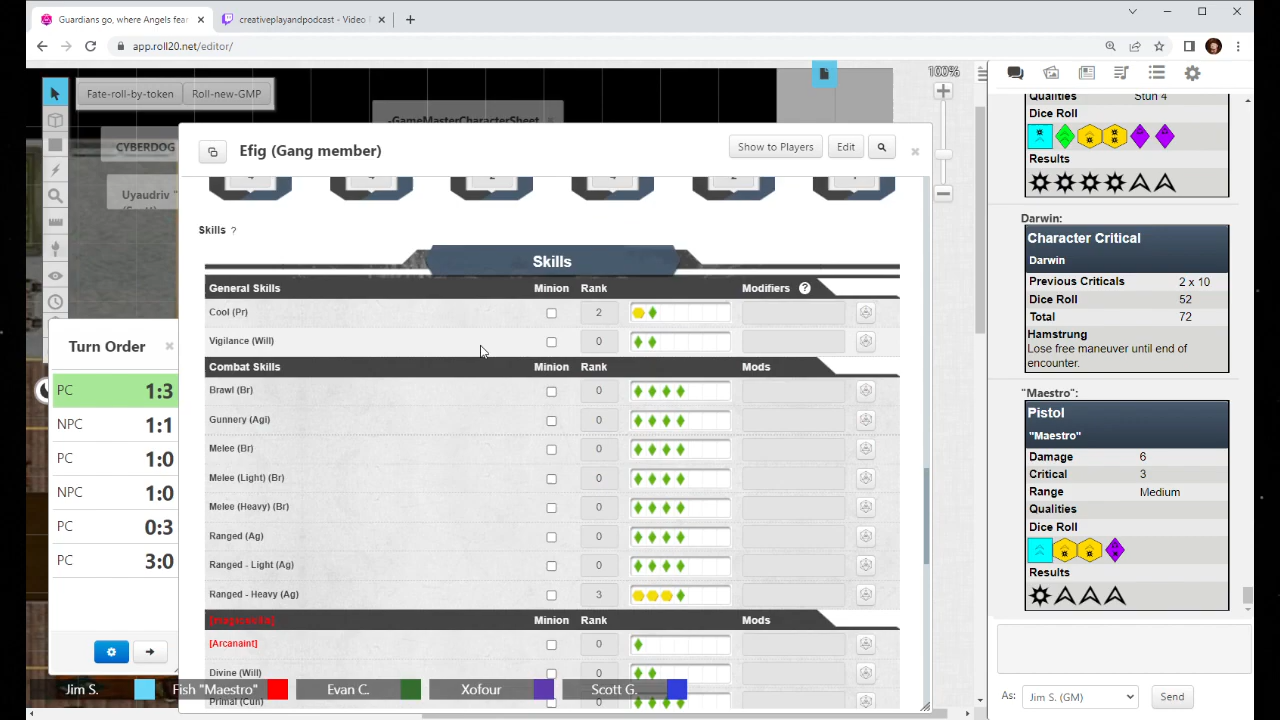 Guardians go, where Angels fear
creativeplayandpodcast - Video
app.roll20.net/editor/
Fate-roll-by-token
Roll-new-GMP
-GameMasterCharacterSheet
CYBERDOG
Uyaudriv "
100%
Efig (Gang member)
Show to Players
Edit
Skills ?
Skills
General Skills Minion Rank Modifiers ?
Cool (Pr) 2
Vigilance (Will) 0
Combat Skills Minion Rank Mods
Brawl (Br) 0
Gunnery (Agi) 0
Melee (Br) 0
Melee (Light) (Br) 0
Melee (Heavy) (Br) 0
Ranged (Ag) 0
Ranged - Light (Ag) 0
Ranged - Heavy (Ag) 3
Minion Rank Mods
[Arcanaint] 0
Divine (Will) 0
Primal (Cun)
Turn Order
PC 1:3
NPC 1:1
PC 1:0
NPC 1:0
PC 0:3
PC 3:0
Jim S.
Fish "Maestro"
Evan C.
Xofour
Scott G.
Qualities Stun 4
Dice Roll
Results
Darwin:
Character Critical
Darwin
Previous Criticals 2 x 10
Dice Roll 52
Total 72
Hamstrung
Lose free maneuver until end of
encounter.
"Maestro":
Pistol
"Maestro"
Damage 6
Critical 3
Range Medium
Qualities
Dice Roll
Results
As: Jim S. (GM)
Send